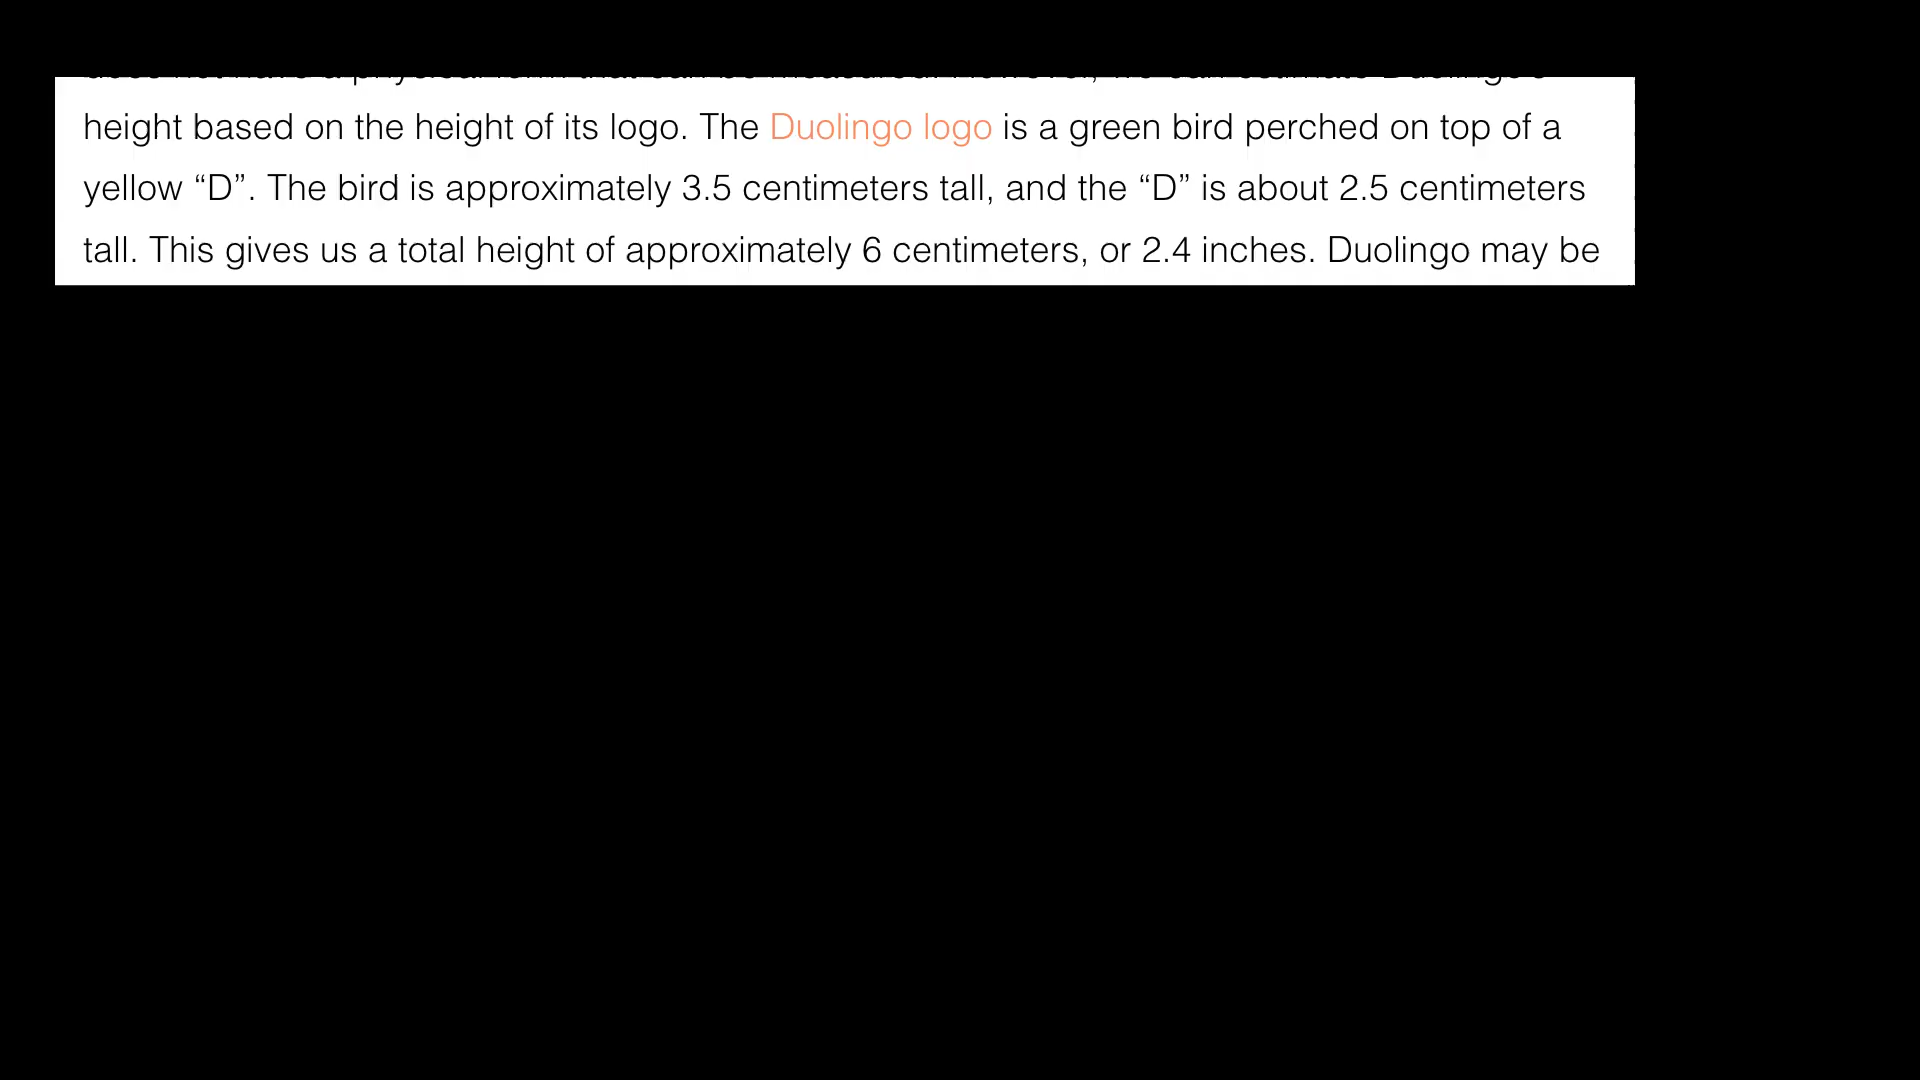 height based on the height of its logo. The Duolingo logo is a green bird perched on top of a
yellow “D”. The bird is approximately 3.5 centimeters tall, and the “D” is about 2.5 centimeters
tall. This gives us a total height of approximately 6 centimeters, or 2.4 inches. Duolingo may be